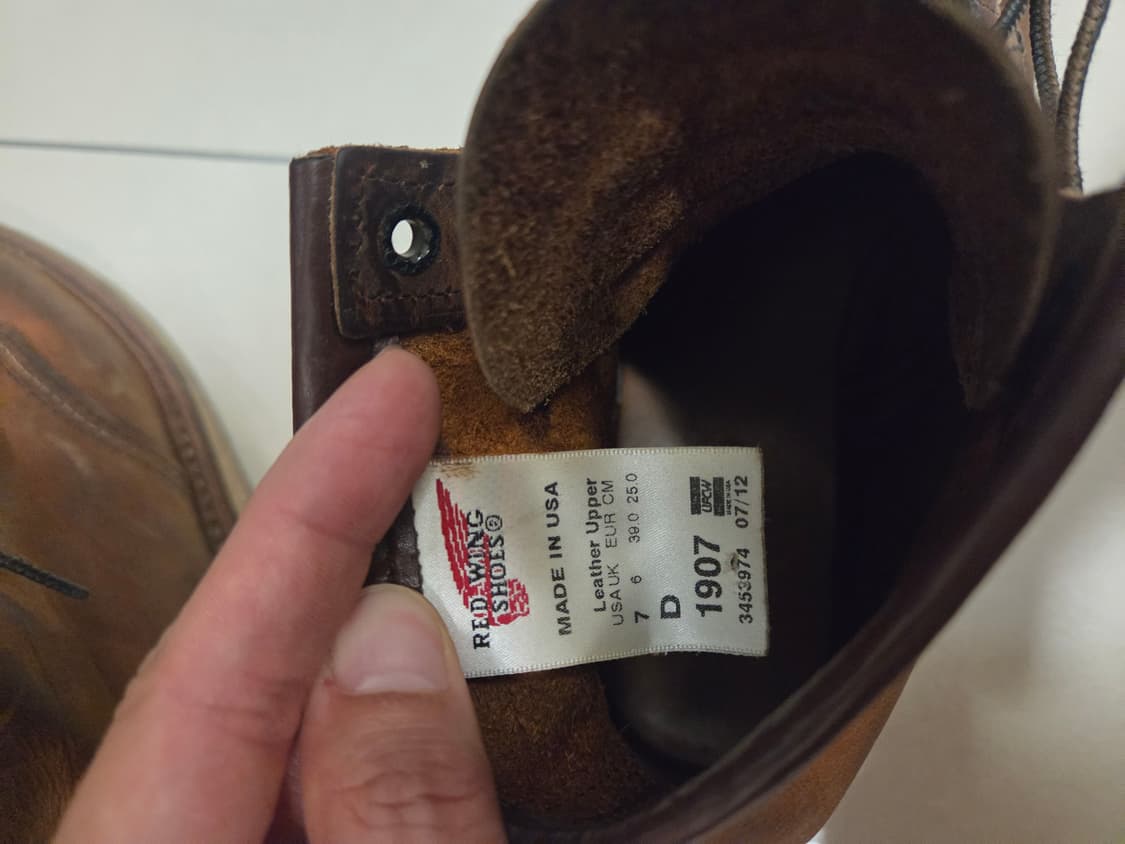 RED WING
SHOES®
MADE IN USA
Leather Upper
USA UK EUR CM
7 6 39.0 25.0
D
1907 UFCW
3453974 07/12